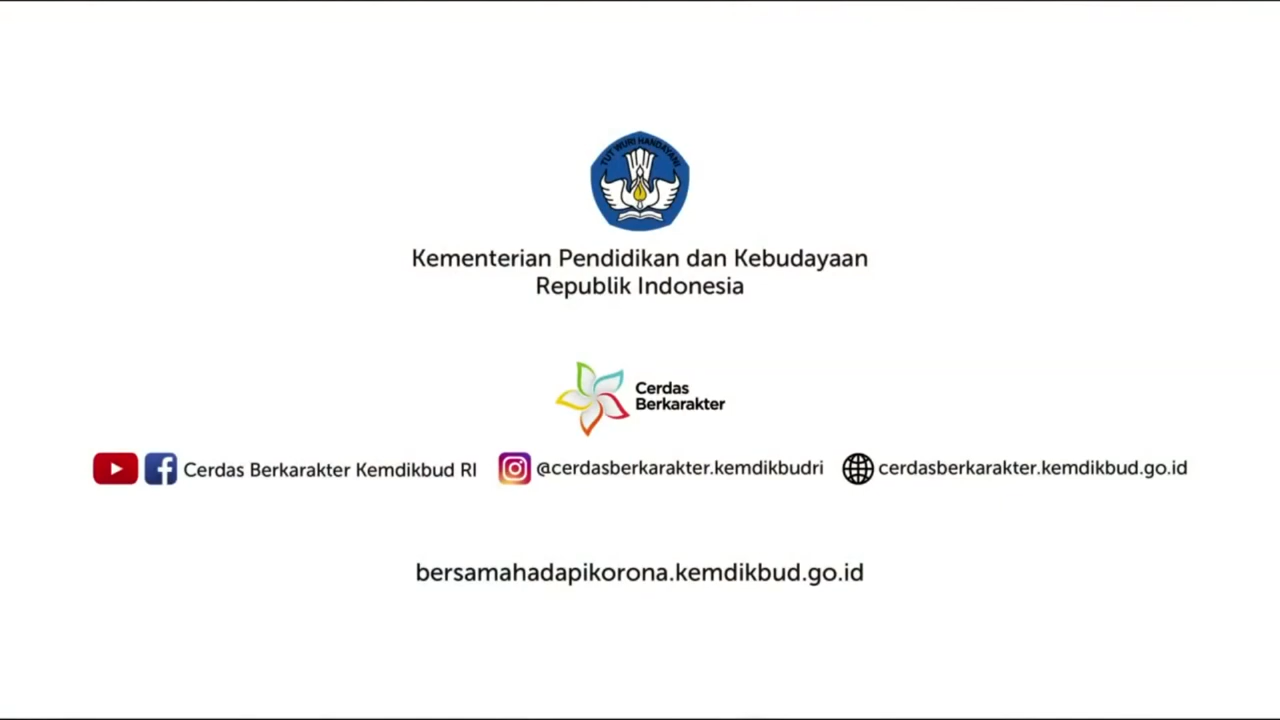 TUT WURI HANDAYANI
Kementerian Pendidikan dan Kebudayaan
Republik Indonesia
Cerdas
Berkarakter
Cerdas Berkarakter Kemdikbud RI @cerdasberkarakter.kemdikbudri cerdasberkarakter.kemdikbud.go.id
bersamahadapikorona.kemdikbud.go.id